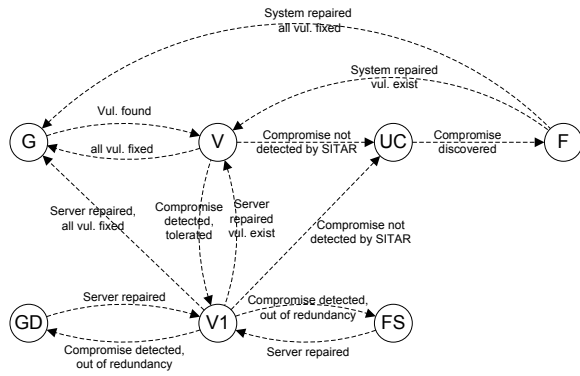 System repaired
all vul. fixed
System repaired
vul. exist
Vul. found
G
V
UC
F
all vul. fixed
Compromise not
detected by SITAR
Compromise
discovered
Server repaired,
all vul. fixed
Compromise
detected,
tolerated
Server
repaired
vul. exist
Compromise not
detected by SITAR
Server repaired
Compromise detected,
out of redundancy
GD
V1
FS
Compromise detected,
out of redundancy
Server repaired